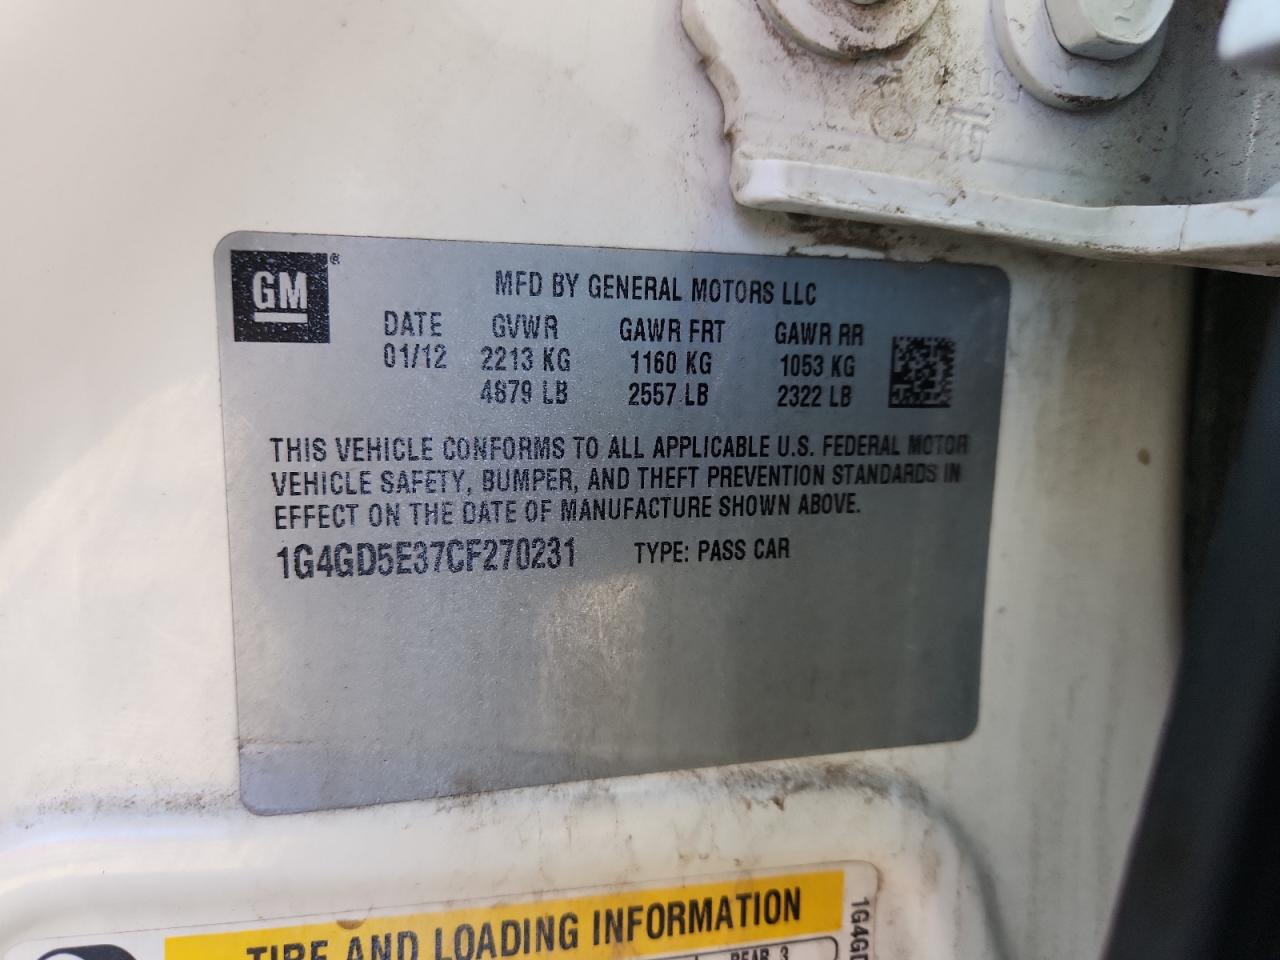 GM®
MFD BY GENERAL MOTORS LLC
DATE GVWR GAWR FRT GAWR RR
01/12 2213 KG 1160 KG 1053 KG
4879 LB 2557 LB 2322 LB
THIS VEHICLE CONFORMS TO ALL APPLICABLE U.S. FEDERAL MOTOR
VEHICLE SAFETY, BUMPER, AND THEFT PREVENTION STANDARDS IN
EFFECT ON THE DATE OF MANUFACTURE SHOWN ABOVE.
1G4GD5E37CF270231 TYPE: PASS CAR
TIRE AND LOADING INFORMATION
REAR 3
1G4GD